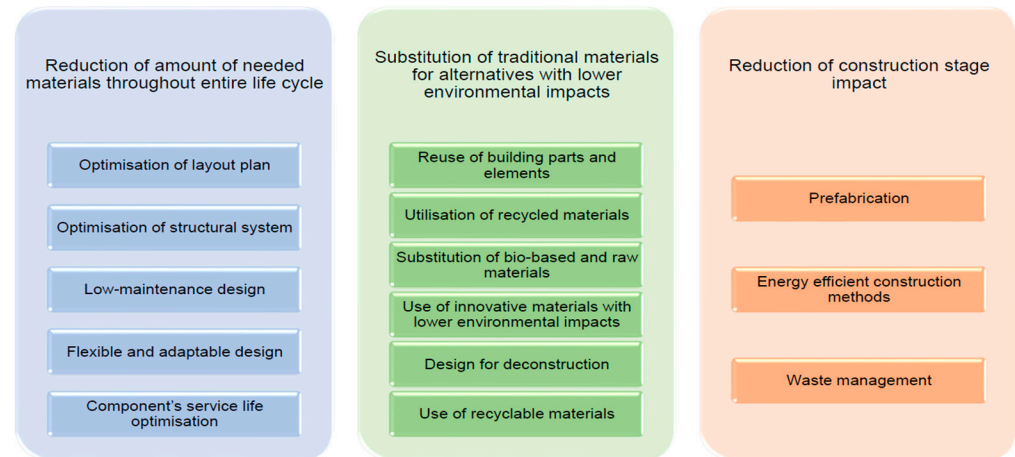 Reduction of amount of needed
materials throughout entire life cycle
Optimisation of layout plan
Optimisation of structural system
Low-maintenance design
Flexible and adaptable design
Component's service life
optimisation
Substitution of traditional materials
for alternatives with lower
environmental impacts
Reuse of building parts and
elements
Utilisation of recycled materials
Substitution of bio-based and raw
materials
Use of innovative materials with
lower environmental impacts
Design for deconstruction
Use of recyclable materials
Reduction of construction stage
impact
Prefabrication
Energy efficient construction
methods
Waste management